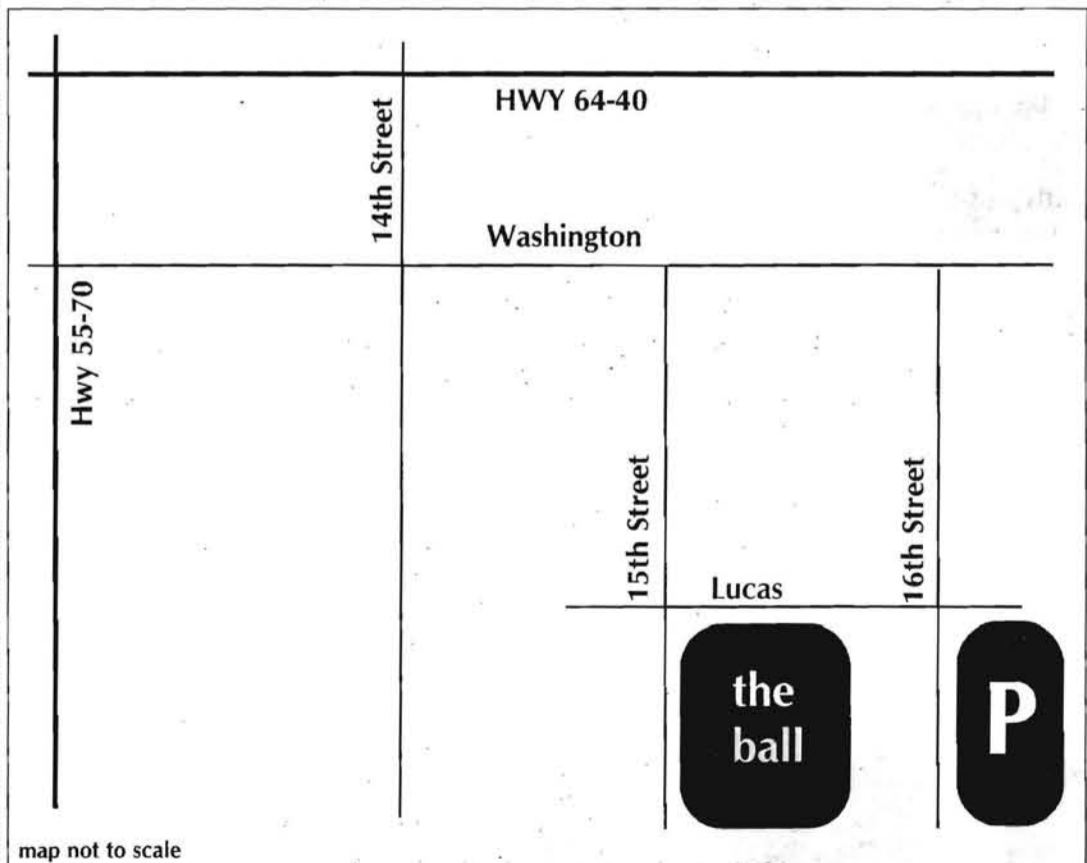 HWY 64-40
14th Street
Washington
Hwy 55-70
15th Street
16th Street
Lucas
the
ball
P
map not to scale